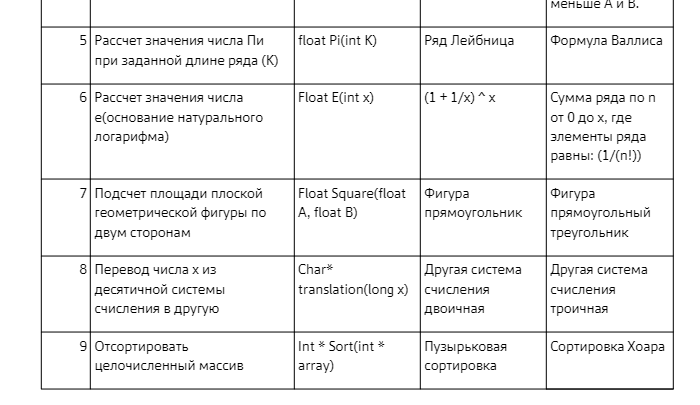 меньше А и В.
5 Рассчет значения числа Пи
при заданной длине ряда (К)
float Pi(int K)
Ряд Лейбница
Формула Валлиса
6 Рассчет значения числа
е(основание натурального
логарифма)
Float E(int x)
(1 + 1/x) ^ x
Сумма ряда по n
от 0 до x, где
элементы ряда
равны: (1/(n!))
7 Подсчет площади плоской
геометрической фигуры по
двум сторонам
Float Square(float
A, float B)
Фигура
прямоугольник
Фигура
прямоугольный
треугольник
8 Перевод числа x из
десятичной системы
счисления в другую
Char*
translation(long x)
Другая система
счисления
двоичная
Другая система
счисления
троичная
9 Отсортировать
целочисленный массив
Int * Sort(int *
array)
Пузырьковая
сортировка
Сортировка Хоара